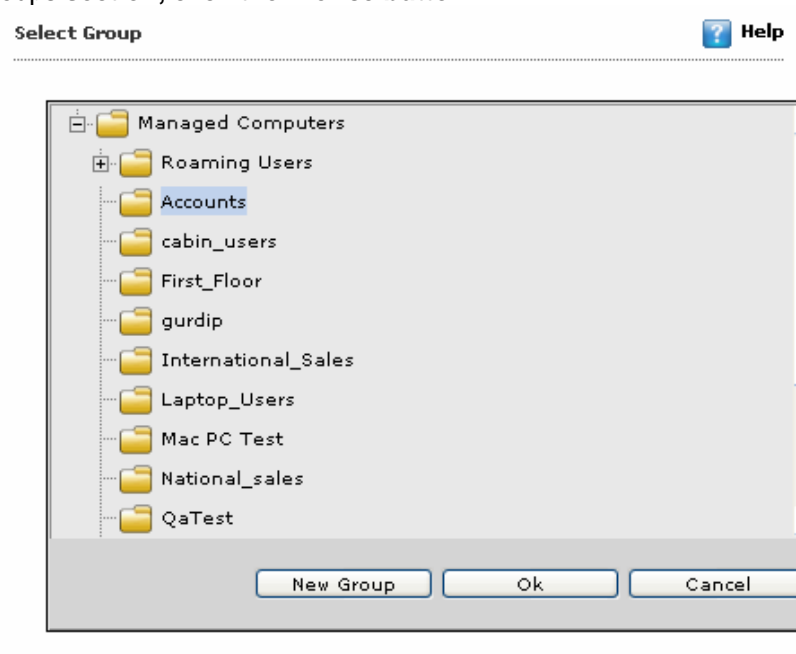 Select Group
Help
Managed Computers
Roaming Users
Accounts
cabin_users
First_Floor
gurdip
International_Sales
Laptop_Users
Mac PC Test
National_sales
QaTest
New Group Ok Cancel